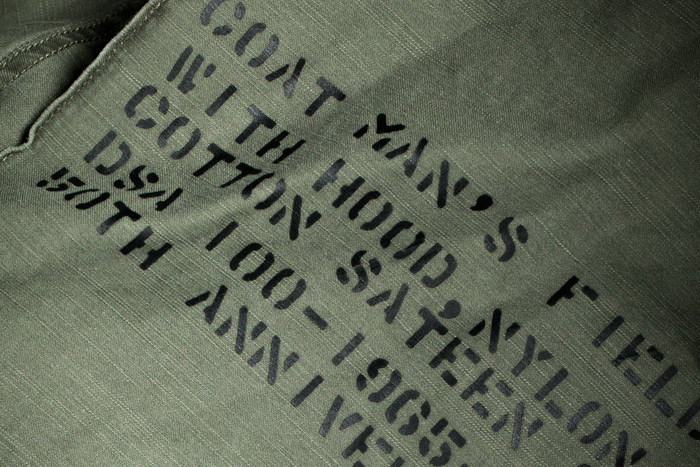 COAT MAN'S FIELD
WITH HOOD, NYLON
COTTON SATEEN
DSA 100-1965
50TH ANNIVE